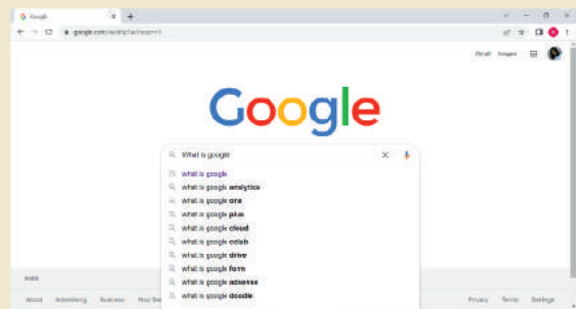 Google
google.com/webhp?authuser=1
Gmail Images
Google
What is google
what is google
what is google analytics
what is google one
what is google plus
what is google cloud
what is google colab
what is google drive
what is google form
what is google adsense
what is google doodle
India
About Advertising Business How Privacy Terms Settings